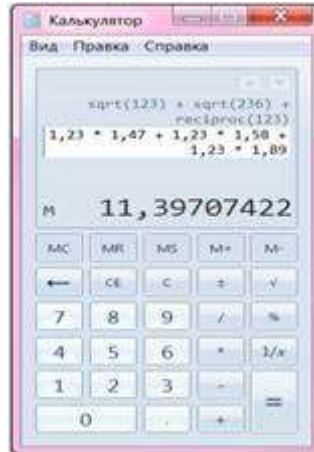 Калькулятор
Вид Правка Справка
sqrt(123) + sqrt(236) +
reciproc(123)
1,23 * 1,47 + 1,23 * 1,58 +
1,23 * 1,89
M 11,39707422
MC MR MS M+ M-
← CE C ± √
7 8 9 / %
4 5 6 * 1/x
1 2 3 - =
0 . +